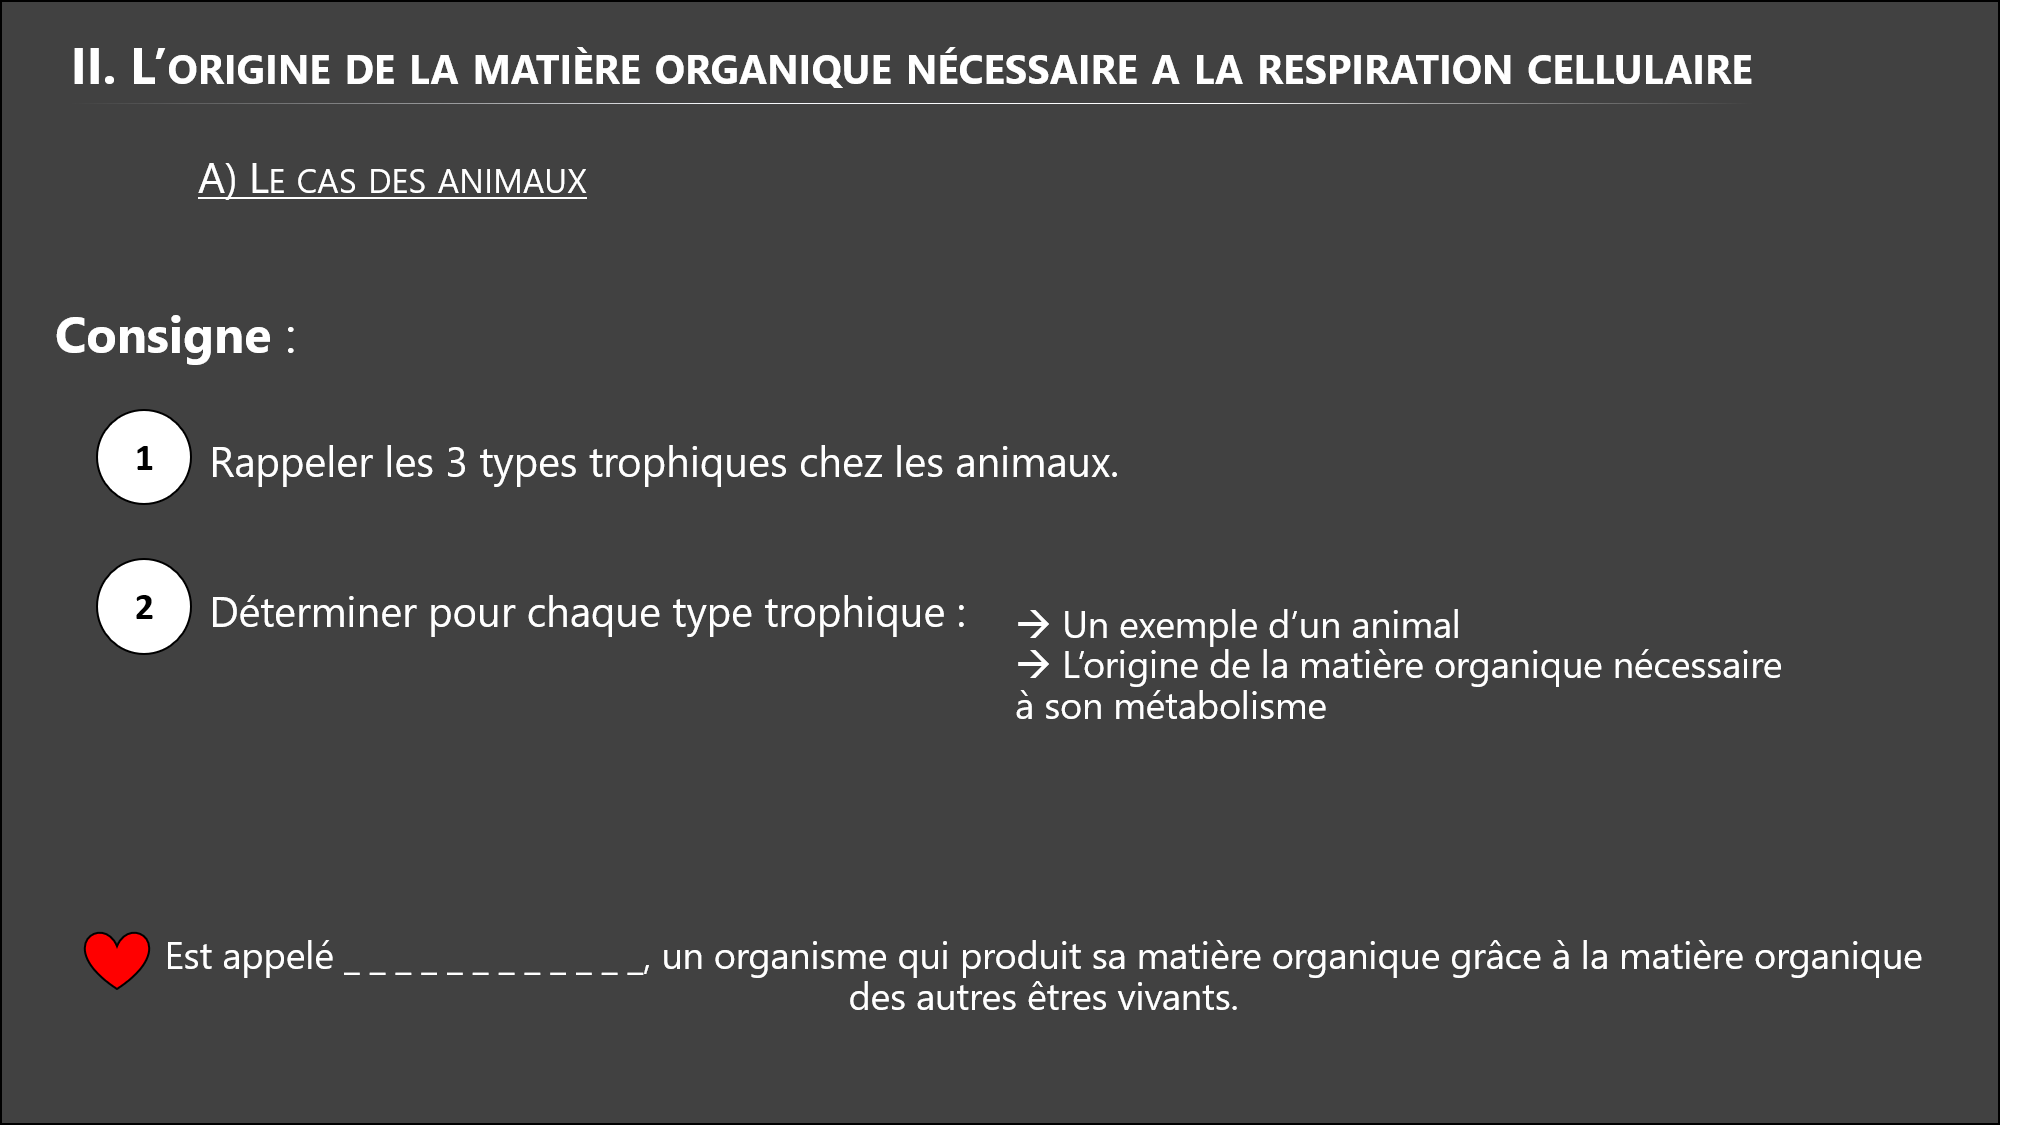 II. L’ORIGINE DE LA MATIÈRE ORGANIQUE NÉCESSAIRE A LA RESPIRATION CELLULAIRE
A) LE CAS DES ANIMAUX
Consigne :
1 Rappeler les 3 types trophiques chez les animaux.
2 Déterminer pour chaque type trophique :
→ Un exemple d’un animal
→ L’origine de la matière organique nécessaire
à son métabolisme
Est appelé _ _ _ _ _ _ _ _ _ _ _ _, un organisme qui produit sa matière organique grâce à la matière organique
des autres êtres vivants.